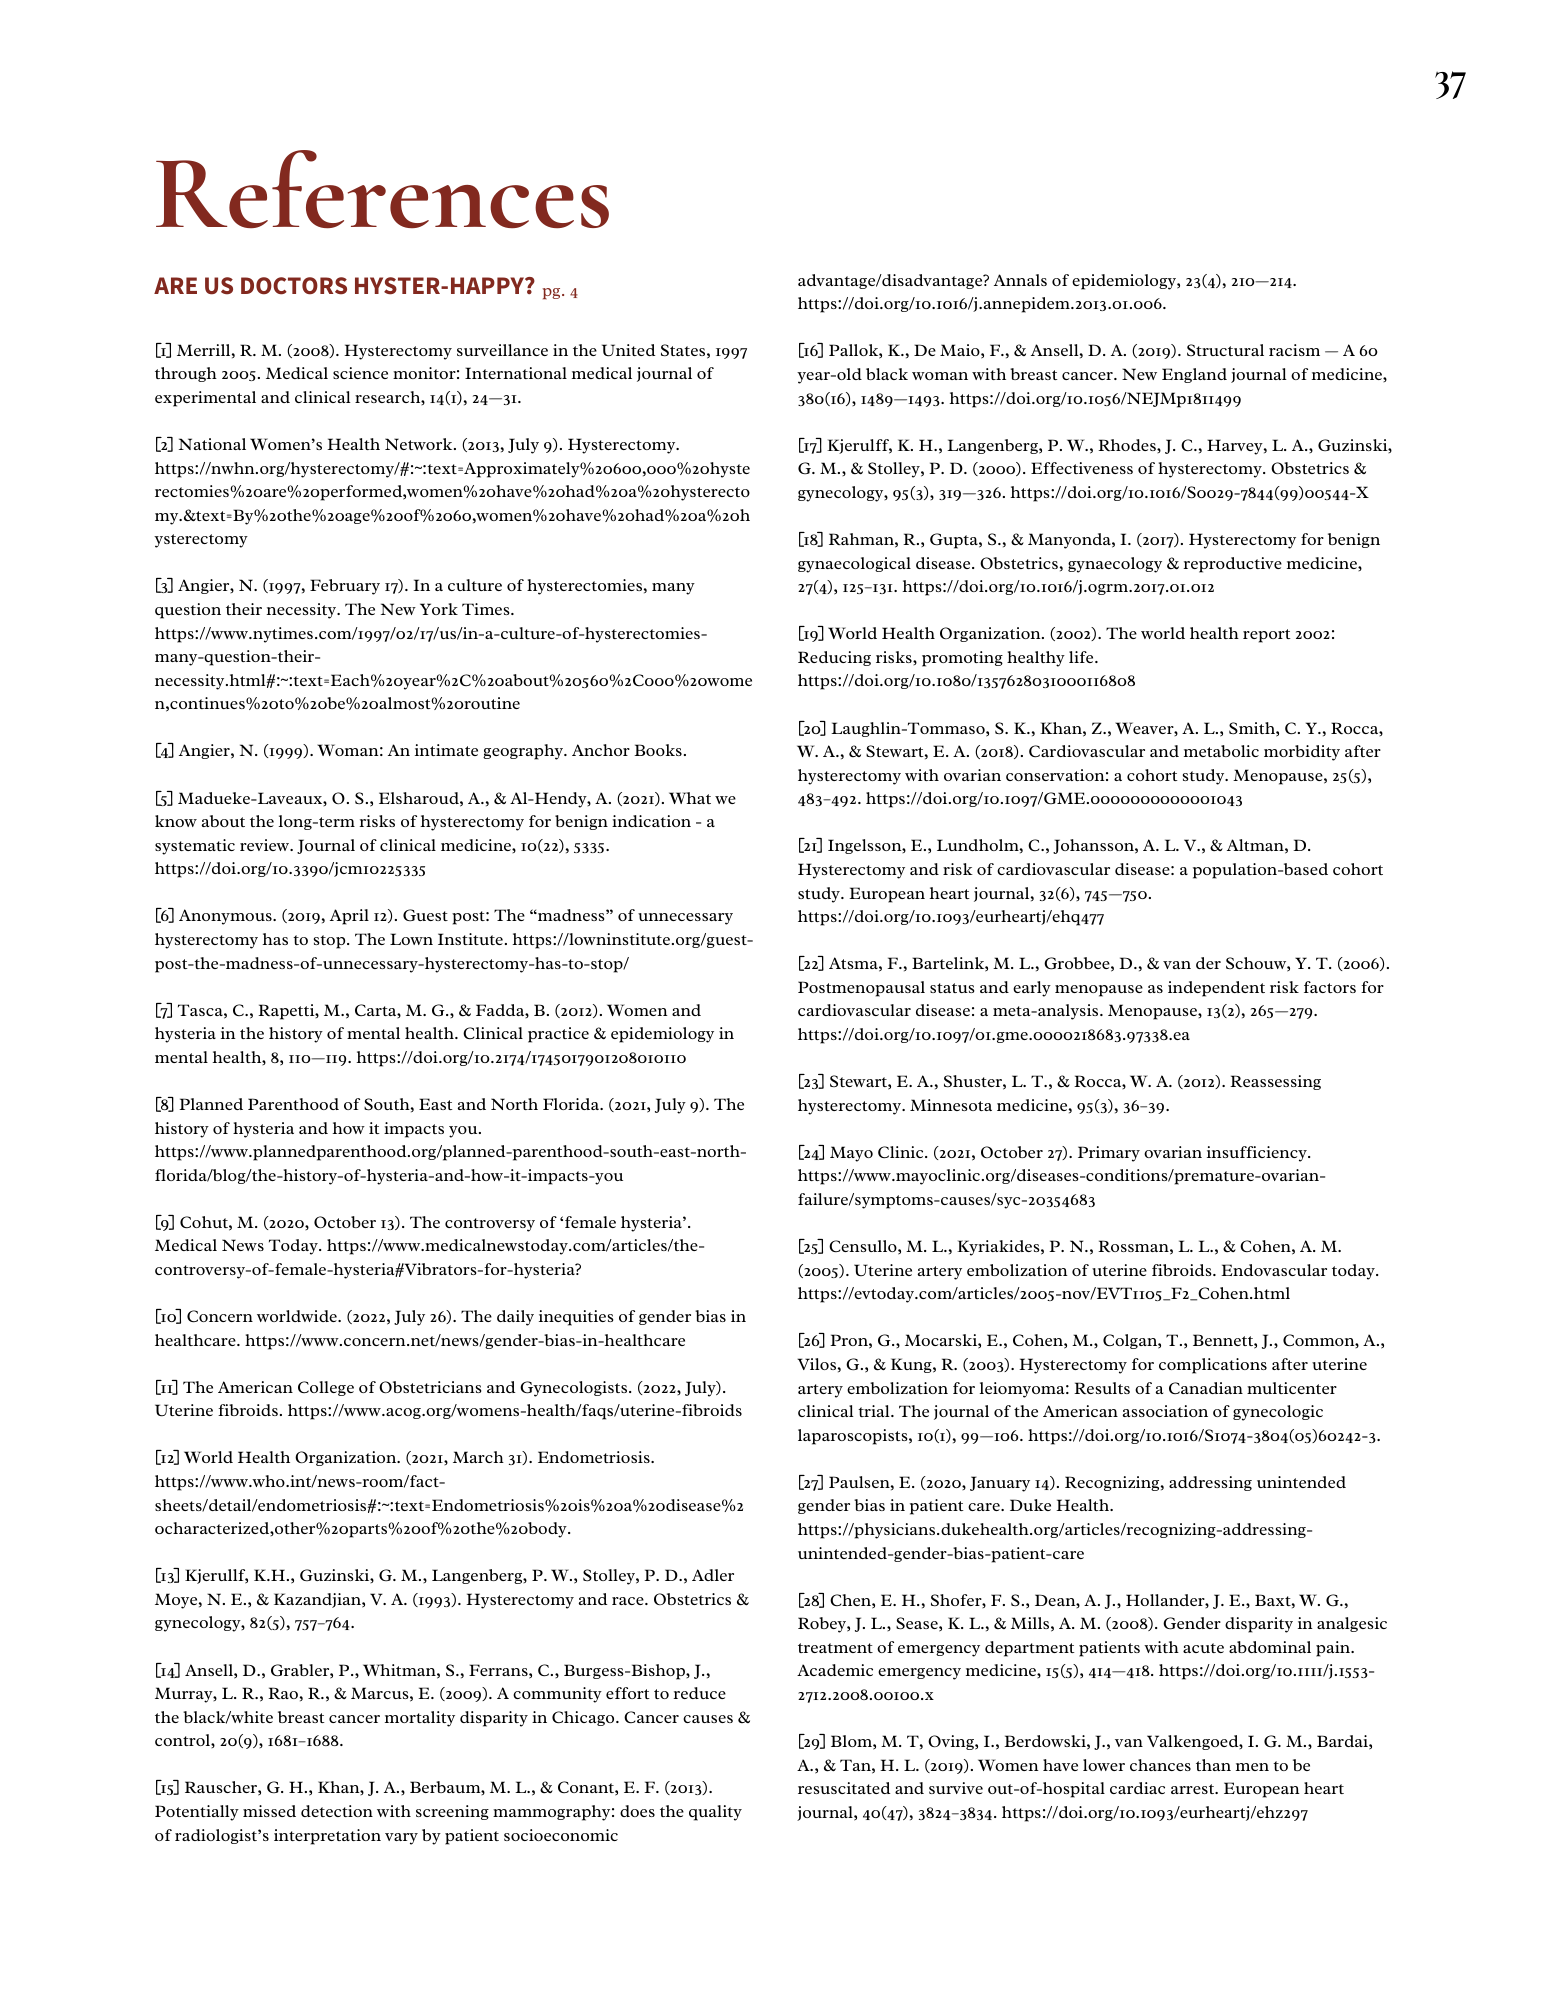 37
References
ARE US DOCTORS HYSTER-HAPPY? pg. 4
[1] Merrill, R. M. (2008). Hysterectomy surveillance in the United States, 1997
through 2005. Medical science monitor: International medical journal of
experimental and clinical research, 14(1), 24—31.
[2] National Women’s Health Network. (2013, July 9). Hysterectomy.
https://nwhn.org/hysterectomy/#:~:text=Approximately%20600,000%20hyste
rectomies%20are%20performed,women%20have%20had%20a%20hysterecto
my.&text=By%20the%20age%20of%2060,women%20have%20had%20a%20h
ysterectomy
[3] Angier, N. (1997, February 17). In a culture of hysterectomies, many
question their necessity. The New York Times.
https://www.nytimes.com/1997/02/17/us/in-a-culture-of-hysterectomies-
many-question-their-
necessity.html#:~:text=Each%20year%2C%20about%20560%2C000%20wome
n,continues%20to%20be%20almost%20routine
[4] Angier, N. (1999). Woman: An intimate geography. Anchor Books.
[5] Madueke-Laveaux, O. S., Elsharoud, A., & Al-Hendy, A. (2021). What we
know about the long-term risks of hysterectomy for benign indication - a
systematic review. Journal of clinical medicine, 10(22), 5335.
https://doi.org/10.3390/jcm10225335
[6] Anonymous. (2019, April 12). Guest post: The “madness” of unnecessary
hysterectomy has to stop. The Lown Institute. https://lowninstitute.org/guest-
post-the-madness-of-unnecessary-hysterectomy-has-to-stop/
[7] Tasca, C., Rapetti, M., Carta, M. G., & Fadda, B. (2012). Women and
hysteria in the history of mental health. Clinical practice & epidemiology in
mental health, 8, 110—119. https://doi.org/10.2174/1745017901208010110
[8] Planned Parenthood of South, East and North Florida. (2021, July 9). The
history of hysteria and how it impacts you.
https://www.plannedparenthood.org/planned-parenthood-south-east-north-
florida/blog/the-history-of-hysteria-and-how-it-impacts-you
[9] Cohut, M. (2020, October 13). The controversy of ‘female hysteria’.
Medical News Today. https://www.medicalnewstoday.com/articles/the-
controversy-of-female-hysteria#Vibrators-for-hysteria?
[10] Concern worldwide. (2022, July 26). The daily inequities of gender bias in
healthcare. https://www.concern.net/news/gender-bias-in-healthcare
[11] The American College of Obstetricians and Gynecologists. (2022, July).
Uterine fibroids. https://www.acog.org/womens-health/faqs/uterine-fibroids
[12] World Health Organization. (2021, March 31). Endometriosis.
https://www.who.int/news-room/fact-
sheets/detail/endometriosis#:~:text=Endometriosis%20is%20a%20disease%2
0characterized,other%20parts%20of%20the%20body.
[13] Kjerullf, K.H., Guzinski, G. M., Langenberg, P. W., Stolley, P. D., Adler
Moye, N. E., & Kazandjian, V. A. (1993). Hysterectomy and race. Obstetrics &
gynecology, 82(5), 757–764.
[14] Ansell, D., Grabler, P., Whitman, S., Ferrans, C., Burgess-Bishop, J.,
Murray, L. R., Rao, R., & Marcus, E. (2009). A community effort to reduce
the black/white breast cancer mortality disparity in Chicago. Cancer causes &
control, 20(9), 1681–1688.
[15] Rauscher, G. H., Khan, J. A., Berbaum, M. L., & Conant, E. F. (2013).
Potentially missed detection with screening mammography: does the quality
of radiologist’s interpretation vary by patient socioeconomic
advantage/disadvantage? Annals of epidemiology, 23(4), 210—214.
https://doi.org/10.1016/j.annepidem.2013.01.006.
[16] Pallok, K., De Maio, F., & Ansell, D. A. (2019). Structural racism — A 60
year-old black woman with breast cancer. New England journal of medicine,
380(16), 1489—1493. https://doi.org/10.1056/NEJMp1811499
[17] Kjerulff, K. H., Langenberg, P. W., Rhodes, J. C., Harvey, L. A., Guzinski,
G. M., & Stolley, P. D. (2000). Effectiveness of hysterectomy. Obstetrics &
gynecology, 95(3), 319—326. https://doi.org/10.1016/S0029-7844(99)00544-X
[18] Rahman, R., Gupta, S., & Manyonda, I. (2017). Hysterectomy for benign
gynaecological disease. Obstetrics, gynaecology & reproductive medicine,
27(4), 125–131. https://doi.org/10.1016/j.ogrm.2017.01.012
[19] World Health Organization. (2002). The world health report 2002:
Reducing risks, promoting healthy life.
https://doi.org/10.1080/1357628031000116808
[20] Laughlin-Tommaso, S. K., Khan, Z., Weaver, A. L., Smith, C. Y., Rocca,
W. A., & Stewart, E. A. (2018). Cardiovascular and metabolic morbidity after
hysterectomy with ovarian conservation: a cohort study. Menopause, 25(5),
483–492. https://doi.org/10.1097/GME.0000000000001043
[21] Ingelsson, E., Lundholm, C., Johansson, A. L. V., & Altman, D.
Hysterectomy and risk of cardiovascular disease: a population-based cohort
study. European heart journal, 32(6), 745—750.
https://doi.org/10.1093/eurheartj/ehq477
[22] Atsma, F., Bartelink, M. L., Grobbee, D., & van der Schouw, Y. T. (2006).
Postmenopausal status and early menopause as independent risk factors for
cardiovascular disease: a meta-analysis. Menopause, 13(2), 265—279.
https://doi.org/10.1097/01.gme.0000218683.97338.ea
[23] Stewart, E. A., Shuster, L. T., & Rocca, W. A. (2012). Reassessing
hysterectomy. Minnesota medicine, 95(3), 36–39.
[24] Mayo Clinic. (2021, October 27). Primary ovarian insufficiency.
https://www.mayoclinic.org/diseases-conditions/premature-ovarian-
failure/symptoms-causes/syc-20354683
[25] Censullo, M. L., Kyriakides, P. N., Rossman, L. L., & Cohen, A. M.
(2005). Uterine artery embolization of uterine fibroids. Endovascular today.
https://evtoday.com/articles/2005-nov/EVT1105_F2_Cohen.html
[26] Pron, G., Mocarski, E., Cohen, M., Colgan, T., Bennett, J., Common, A.,
Vilos, G., & Kung, R. (2003). Hysterectomy for complications after uterine
artery embolization for leiomyoma: Results of a Canadian multicenter
clinical trial. The journal of the American association of gynecologic
laparoscopists, 10(1), 99—106. https://doi.org/10.1016/S1074-3804(05)60242-3.
[27] Paulsen, E. (2020, January 14). Recognizing, addressing unintended
gender bias in patient care. Duke Health.
https://physicians.dukehealth.org/articles/recognizing-addressing-
unintended-gender-bias-patient-care
[28] Chen, E. H., Shofer, F. S., Dean, A. J., Hollander, J. E., Baxt, W. G.,
Robey, J. L., Sease, K. L., & Mills, A. M. (2008). Gender disparity in analgesic
treatment of emergency department patients with acute abdominal pain.
Academic emergency medicine, 15(5), 414—418. https://doi.org/10.1111/j.1553-
2712.2008.00100.x
[29] Blom, M. T, Oving, I., Berdowski, J., van Valkengoed, I. G. M., Bardai,
A., & Tan, H. L. (2019). Women have lower chances than men to be
resuscitated and survive out-of-hospital cardiac arrest. European heart
journal, 40(47), 3824–3834. https://doi.org/10.1093/eurheartj/ehz297